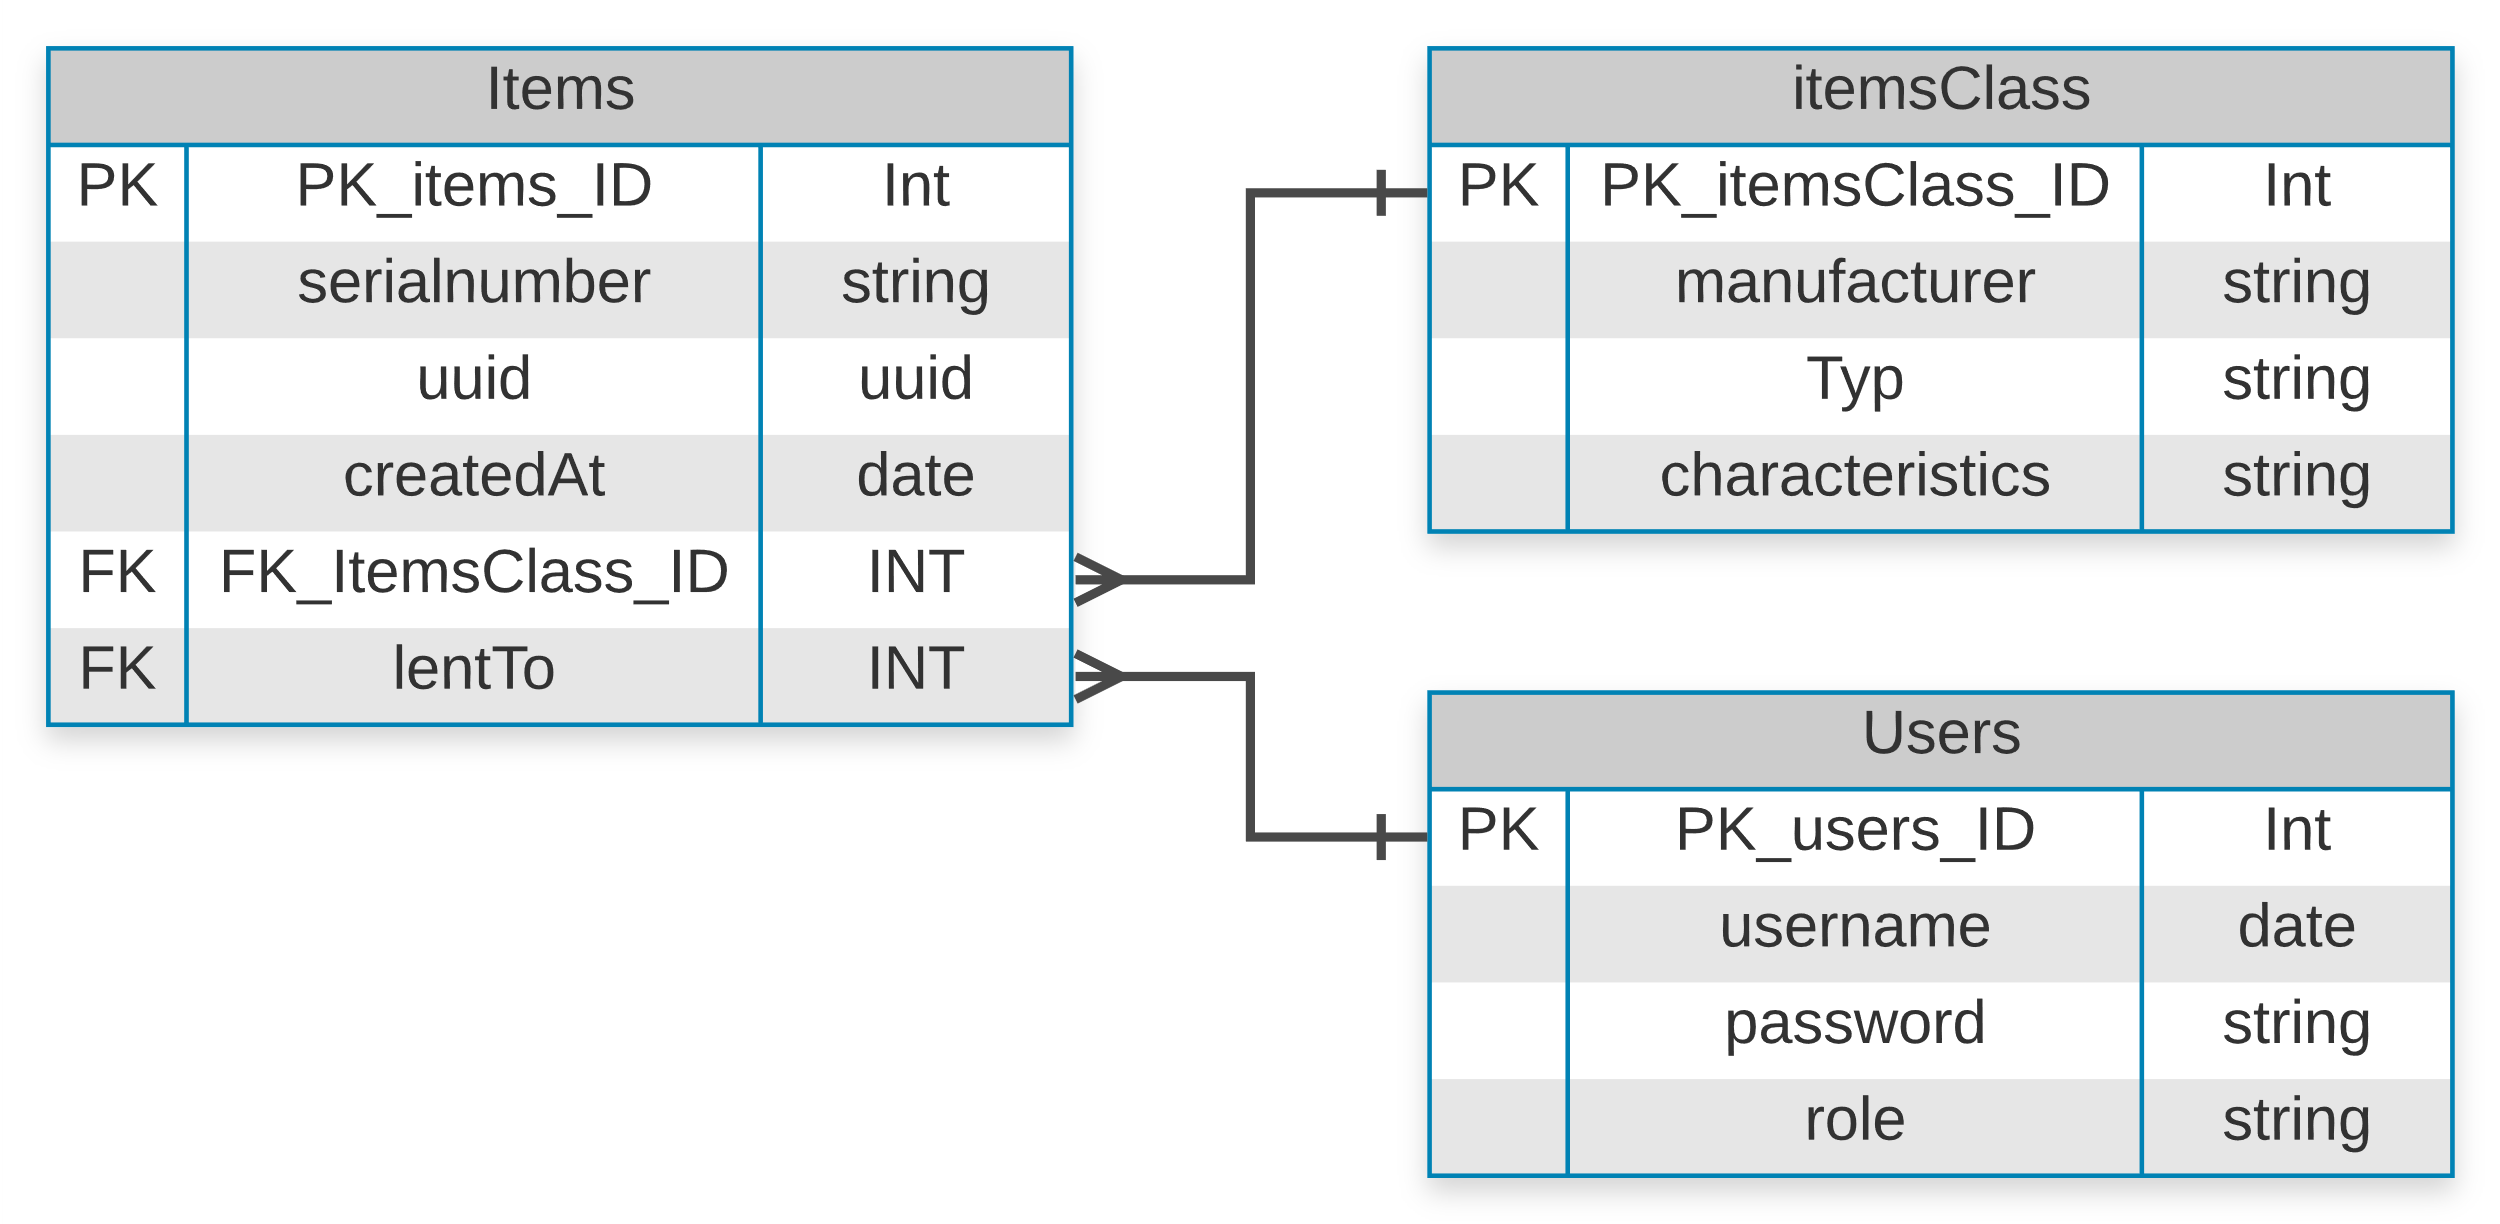 Items
PK PK_items_ID Int
serialnumber string
uuid uuid
createdAt date
FK FK_ItemsClass_ID INT
FK lentTo INT
itemsClass
PK PK_itemsClass_ID Int
manufacturer string
Typ string
characteristics string
Users
PK PK_users_ID Int
username date
password string
role string